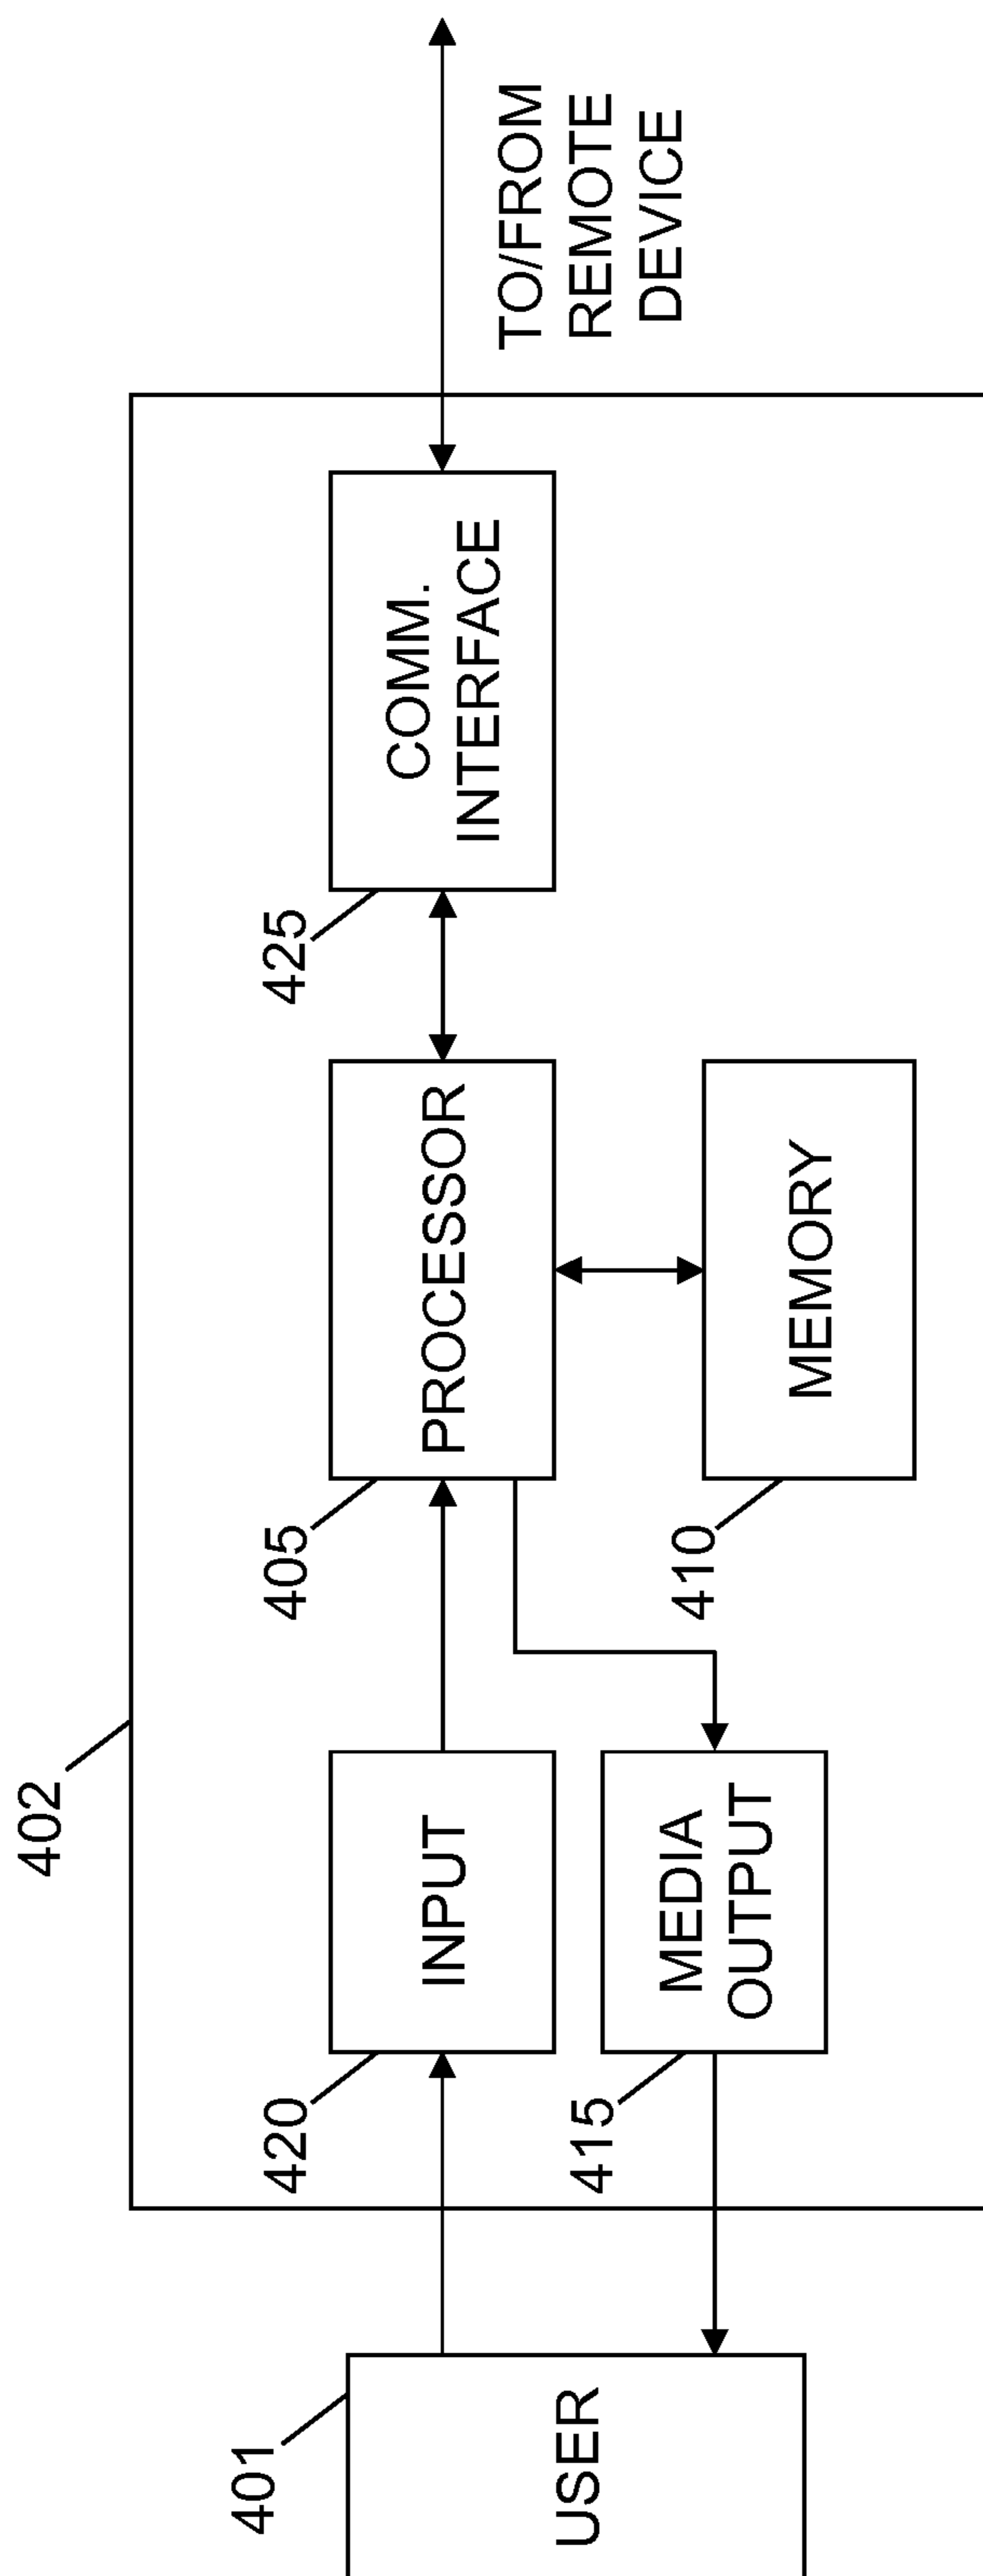 402
401
USER
420
INPUT
415
MEDIA
OUTPUT
405
PROCESSOR
410
MEMORY
425
COMM.
INTERFACE
TO/FROM
REMOTE
DEVICE